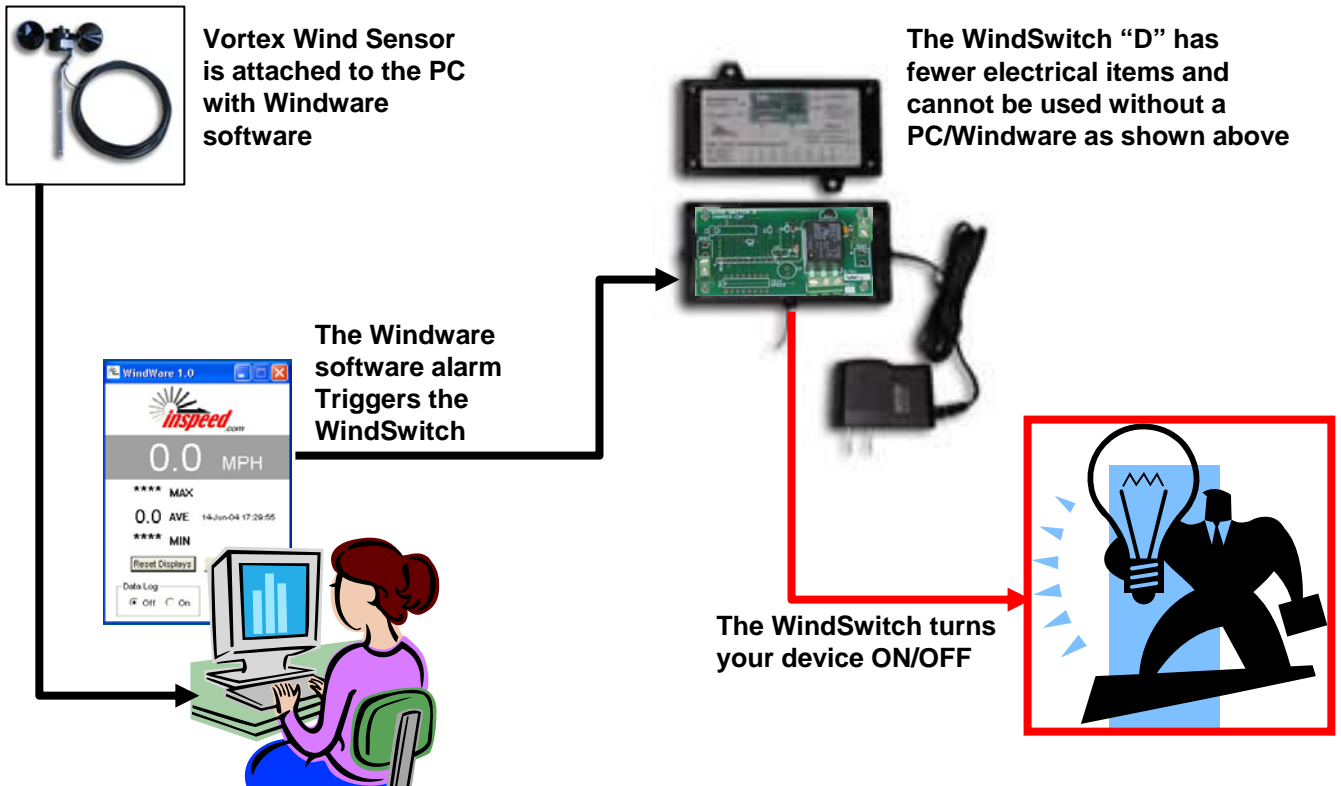 Vortex Wind Sensor
is attached to the PC
with Windware
software
The WindSwitch “D” has
fewer electrical items and
cannot be used without a
PC/Windware as shown above
The Windware
software alarm
Triggers the
WindSwitch
WindWare 1.0
inspeed.com
0.0 MPH
**** MAX
0.0 AVE 14-Jun-04 17:29:55
**** MIN
Reset Displays
Data Log
Off On
The WindSwitch turns
your device ON/OFF